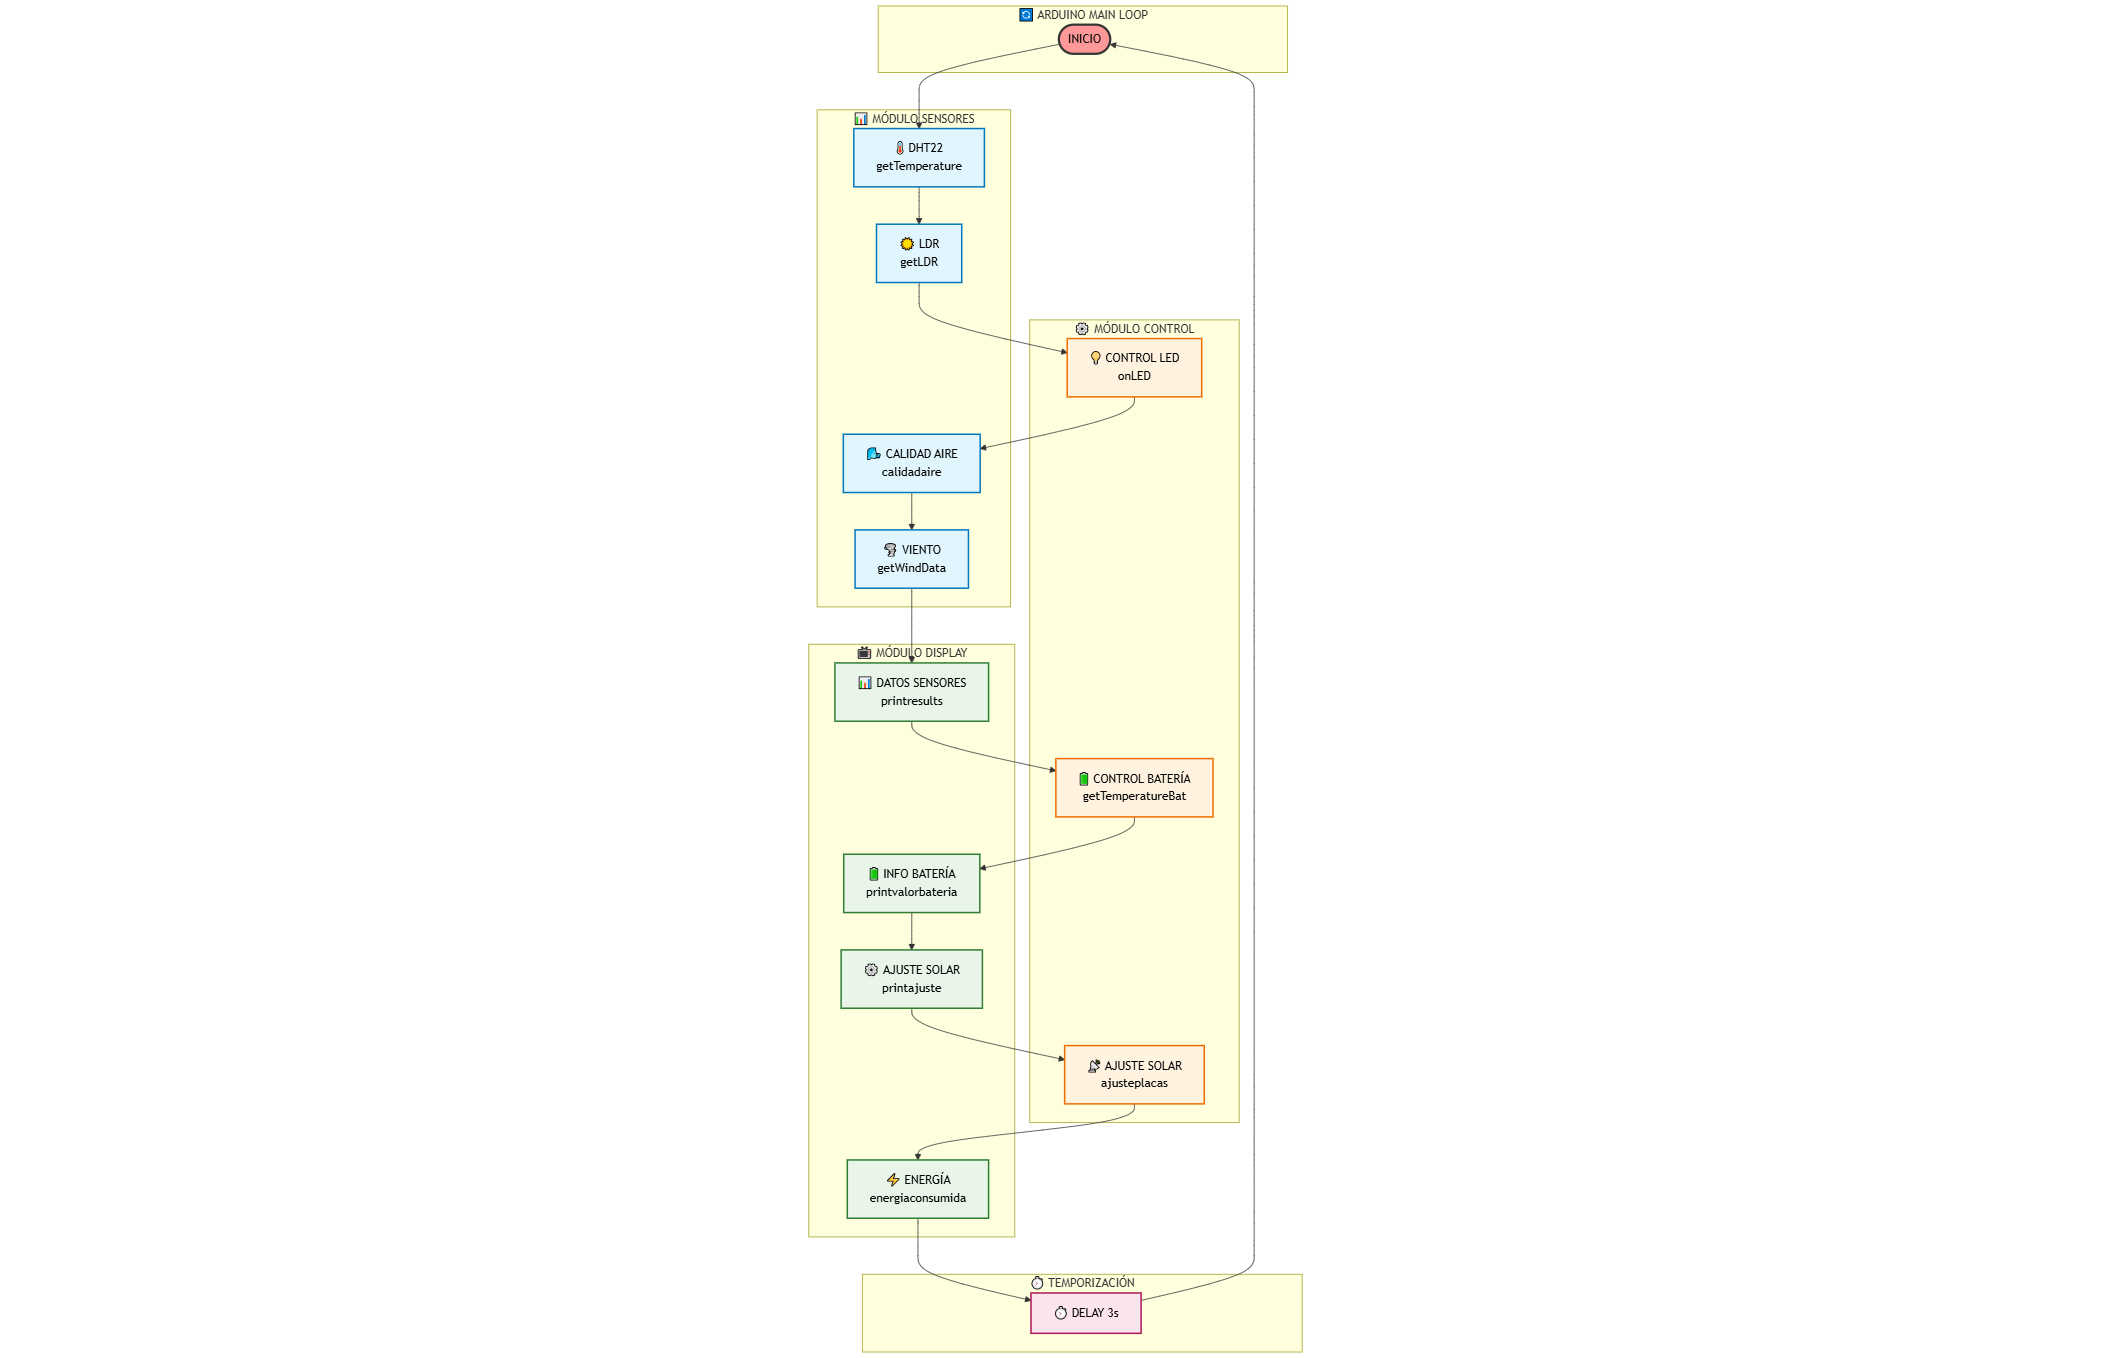 🔄 ARDUINO MAIN LOOP
INICIO
📊 MÓDULO SENSORES
🌡️ DHT22
getTemperature
☀️ LDR
getLDR
⚙️ MÓDULO CONTROL
💡 CONTROL LED
onLED
🌬️ CALIDAD AIRE
calidadaire
🌪️ VIENTO
getWindData
📺 MÓDULO DISPLAY
📊 DATOS SENSORES
printresults
🔋 CONTROL BATERÍA
getTemperatureBat
🔋 INFO BATERÍA
printvalorbateria
⚙️ AJUSTE SOLAR
printajuste
📡 AJUSTE SOLAR
ajusteplacas
⚡ ENERGÍA
energiaconsumida
⏱️ TEMPORIZACIÓN
⏱️ DELAY 3s